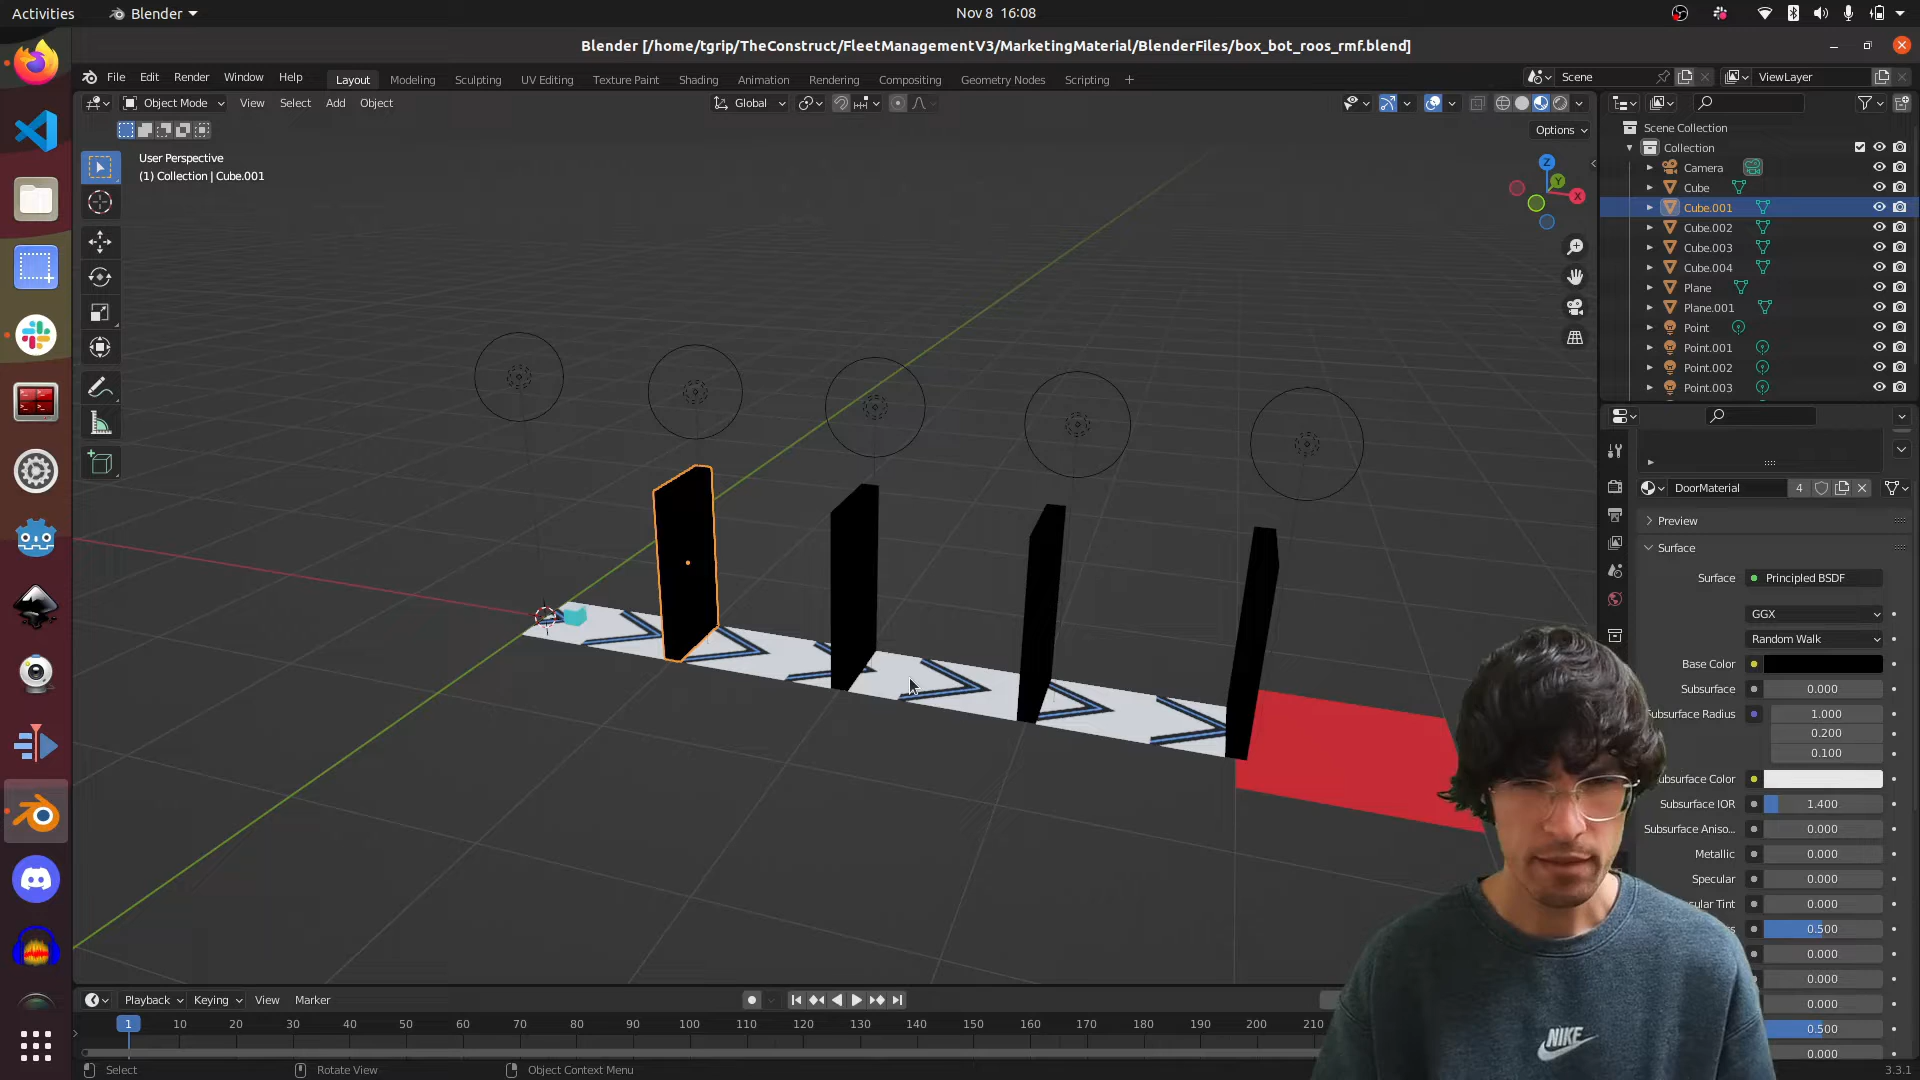 Activities
Blender
Nov 8 16:08
Blender [/home/tgrip/TheConstruct/FleetManagementV3/MarketingMaterial/BlenderFiles/box_bot_roos_rmf.blend]
File Edit Render Window Help
Layout Modeling Sculpting UV Editing Texture Paint Shading Animation Rendering Compositing Geometry Nodes Scripting +
Scene
ViewLayer
Object Mode View Select Add Object
Global
Options
User Perspective
(1) Collection | Cube.001
Z
Y
X
Scene Collection
Collection
Camera
Cube
Cube.001
Cube.002
Cube.003
Cube.004
Plane
Plane.001
Point
Point.001
Point.002
Point.003
DoorMaterial 4
Preview
Surface
Surface Principled BSDF
GGX
Random Walk
Base Color
Subsurface 0.000
Subsurface Radius 1.000
0.200
0.100
Subsurface Color
Subsurface IOR 1.400
Subsurface Aniso... 0.000
Metallic 0.000
Specular 0.000
Tint 0.000
0.500
0.000
0.000
0.000
0.500
0.000
NIKE
Playback Keying View Marker
1 10 20 30 40 50 60 70 80 90 100 110 120 130 140 150 160 170 180 190 200 210
Select Rotate View Object Context Menu
3.3.1